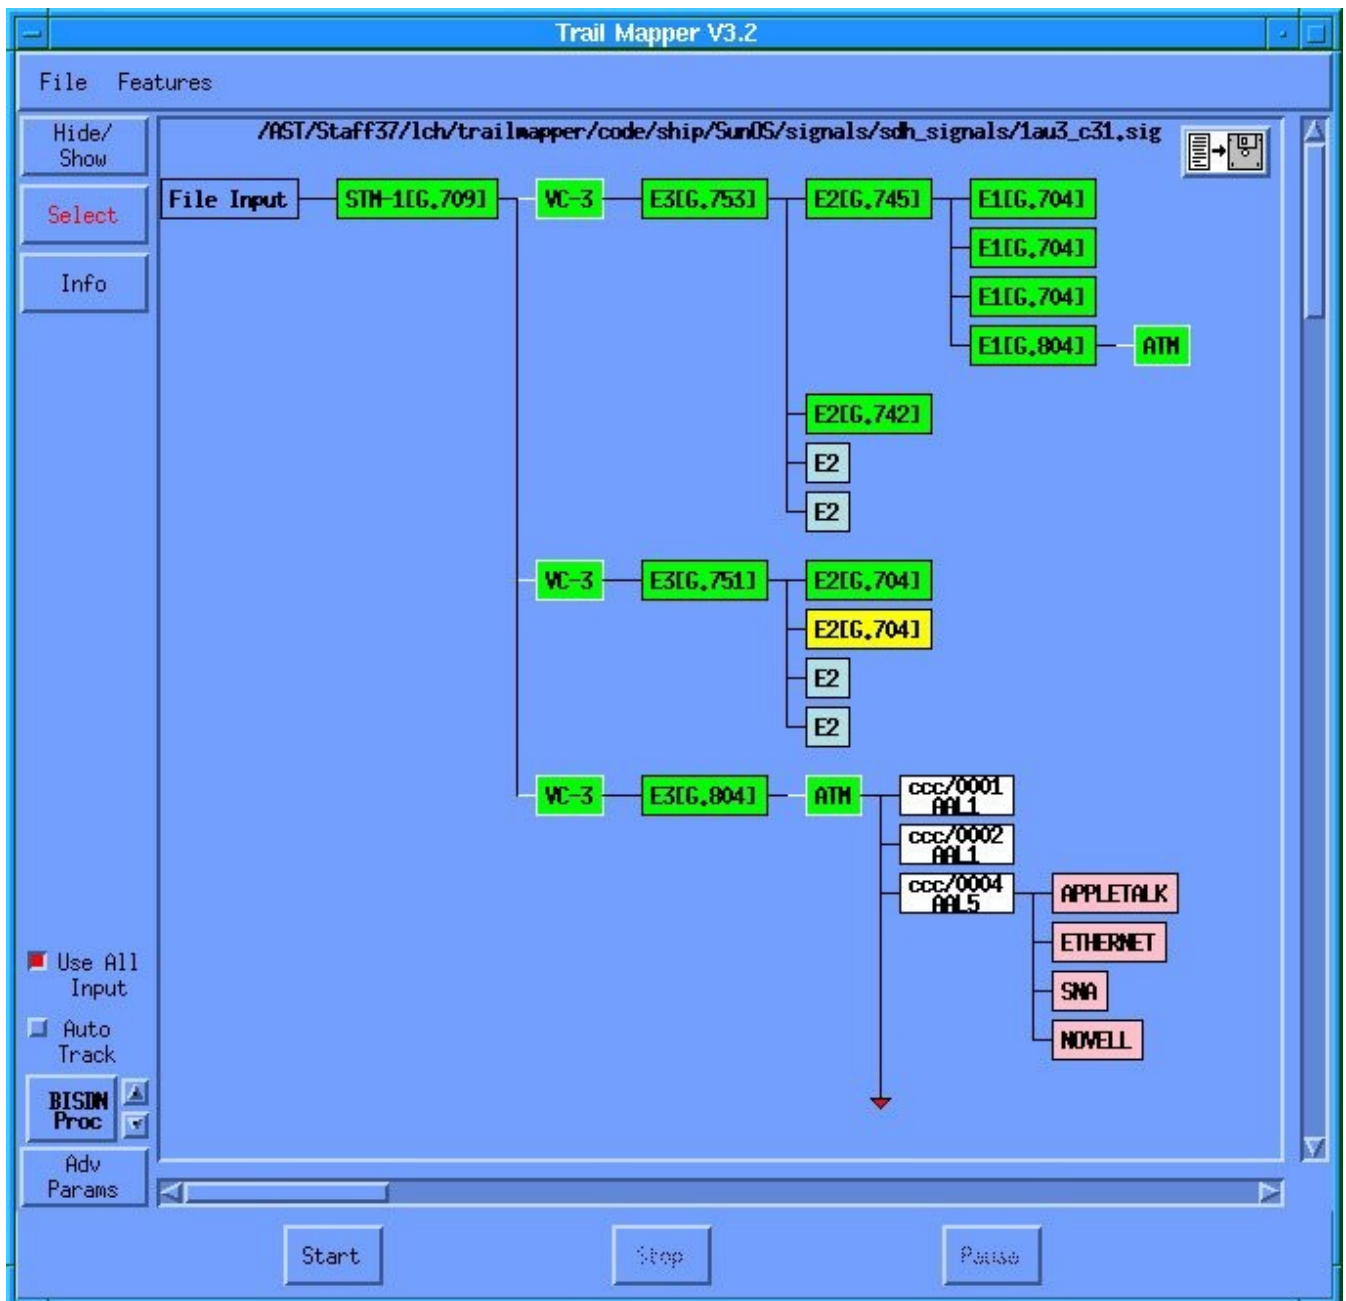 Trail Mapper V3.2
File Features
Hide/
Show
/AST/Staff37/lch/trailmapper/code/ship/SunOS/signals/sdh_signals/1au3_c31.sig
Select
Info
File Input STM-1[G.709] VC-3 E3[G.753] E2[G.745] E1[G.704]
E1[G.704]
E1[G.704]
E1[G.804] ATM
E2[G.742]
E2
E2
VC-3 E3[G.751] E2[G.704]
E2[G.704]
E2
E2
VC-3 E3[G.804] ATM ccc/0001
AAL1
ccc/0002
AAL1
ccc/0004
AAL5
APPLETALK
ETHERNET
SNA
NOVELL
Use All
Input
Auto
Track
BISDN
Proc
Adv
Params
Start Stop Pause